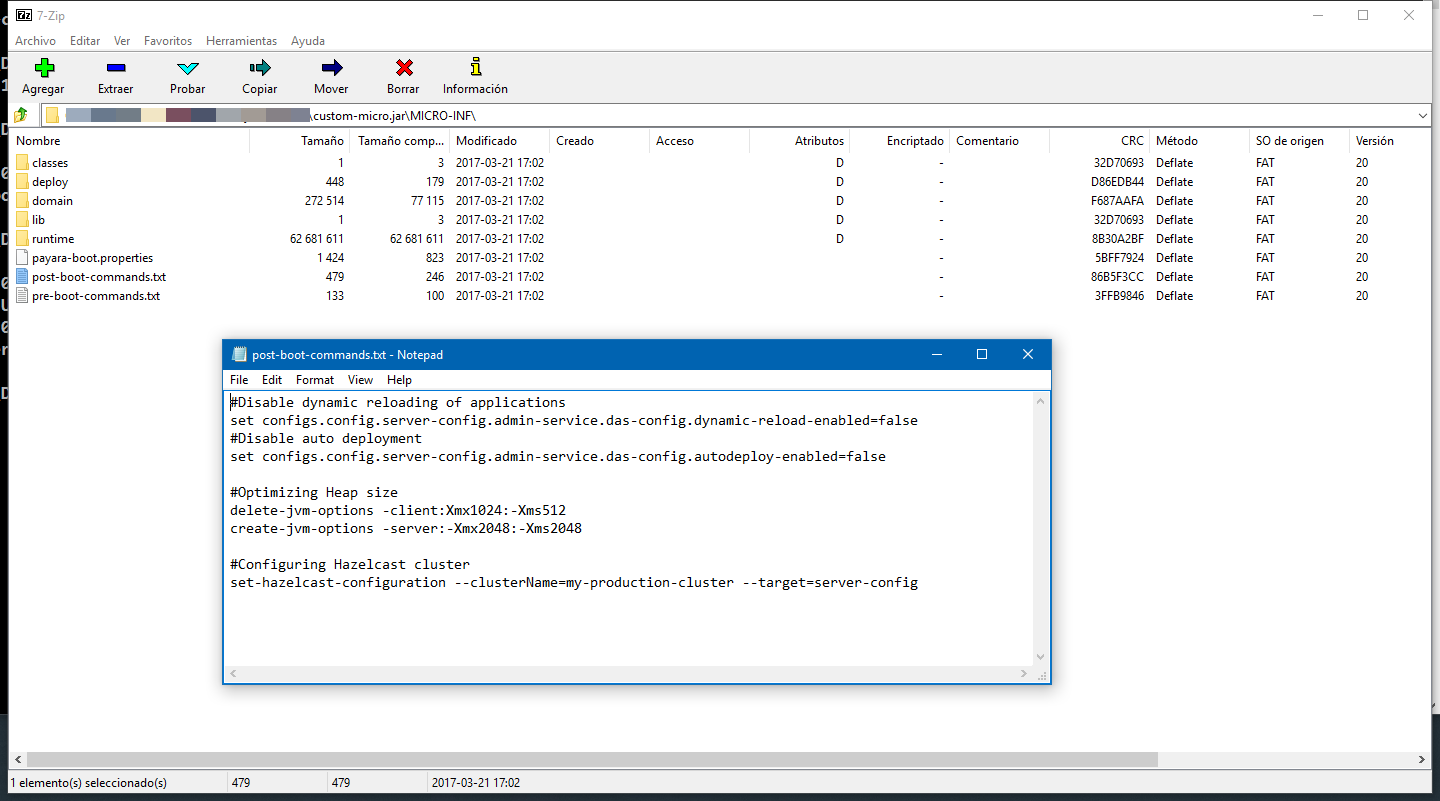 7-Zip
Archivo Editar Ver Favoritos Herramientas Ayuda
Agregar Extraer Probar Copiar Mover Borrar Información
\custom-micro.jar\MICRO-INF\
Nombre Tamaño Tamaño comp... Modificado Creado Acceso Atributos Encriptado Comentario CRC Método SO de origen Versión
classes 1 3 2017-03-21 17:02 D - 32D70693 Deflate FAT 20
deploy 448 179 2017-03-21 17:02 D - D86EDB44 Deflate FAT 20
domain 272 514 77 115 2017-03-21 17:02 D - F687AAFA Deflate FAT 20
lib 1 3 2017-03-21 17:02 D - 32D70693 Deflate FAT 20
runtime 62 681 611 62 681 611 2017-03-21 17:02 D - 8B30A2BF Deflate FAT 20
payara-boot.properties 1 424 823 2017-03-21 17:02 - 5BFF7924 Deflate FAT 20
post-boot-commands.txt 479 246 2017-03-21 17:02 - 86B5F3CC Deflate FAT 20
pre-boot-commands.txt 133 100 2017-03-21 17:02 - 3FFB9846 Deflate FAT 20
post-boot-commands.txt - Notepad
File Edit Format View Help
#Disable dynamic reloading of applications
set configs.config.server-config.admin-service.das-config.dynamic-reload-enabled=false
#Disable auto deployment
set configs.config.server-config.admin-service.das-config.autodeploy-enabled=false
#Optimizing Heap size
delete-jvm-options -client:Xmx1024:-Xms512
create-jvm-options -server:-Xmx2048:-Xms2048
#Configuring Hazelcast cluster
set-hazelcast-configuration --clusterName=my-production-cluster --target=server-config
1 elemento(s) seleccionado(s) 479 479 2017-03-21 17:02